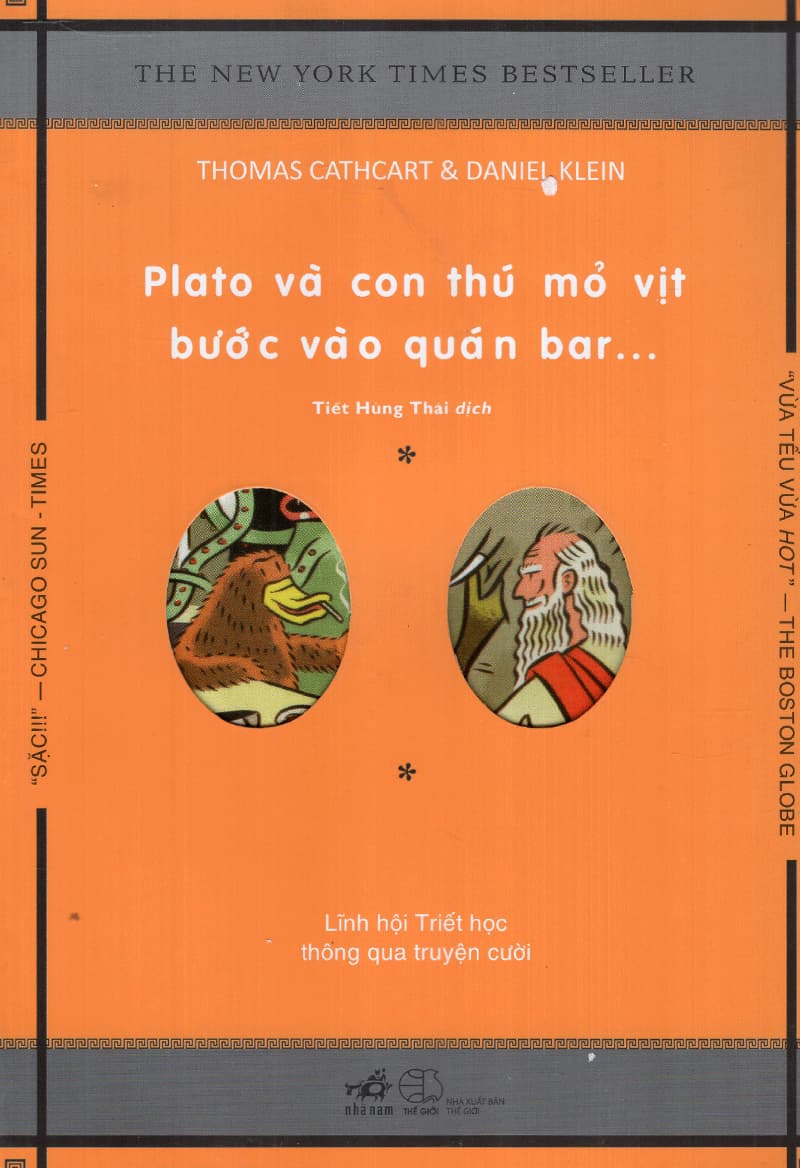 THE NEW YORK TIMES BESTSELLER
THOMAS CATHCART & DANIEL KLEIN
Plato và con thú mỏ vịt
bước vào quán bar...
Tiết Hùng Thái dịch
*
“SẶC!!!” — CHICAGO SUN - TIMES
“VỪA TẾU VỪA HOT” — THE BOSTON GLOBE
*
Lĩnh hội Triết học
thông qua truyện cười
nhã nam
THẾ GIỚI
NHÀ XUẤT BẢN
THẾ GIỚI